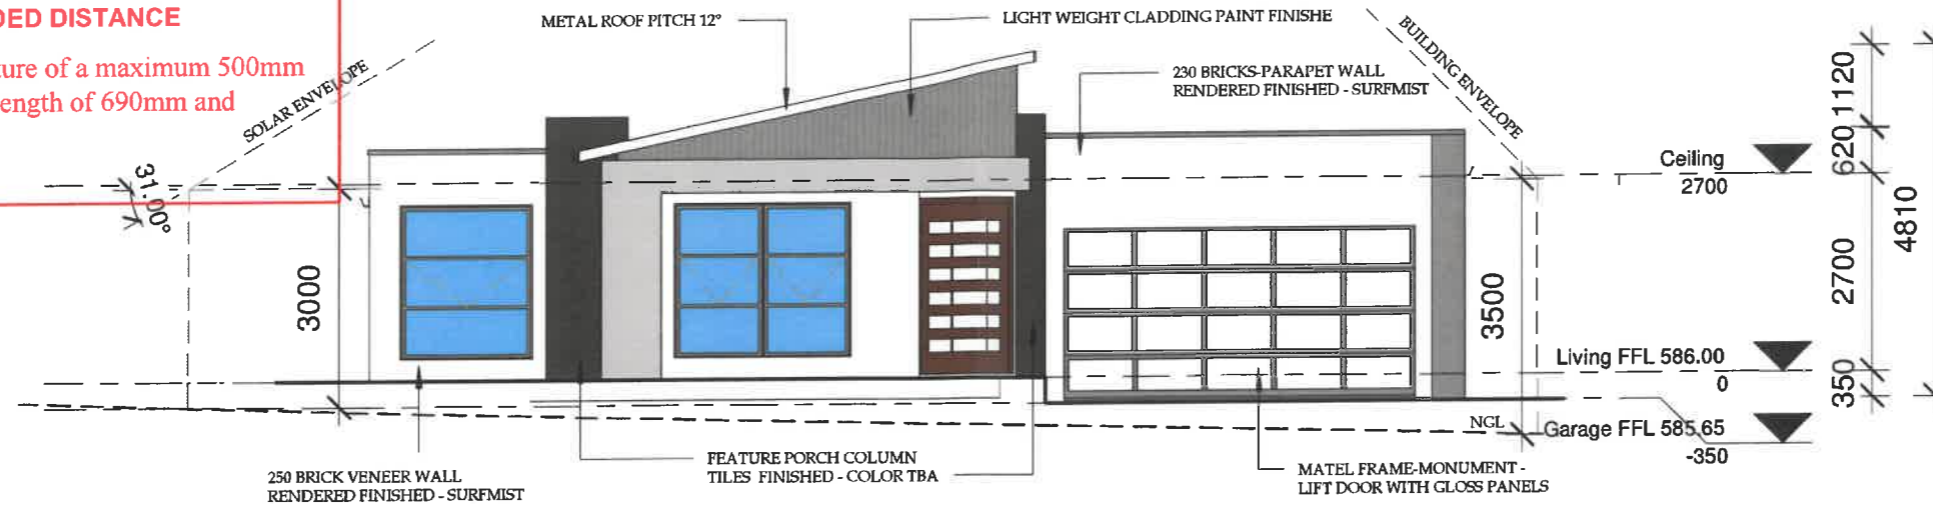 DED DISTANCE
ture of a maximum 500mm
length of 690mm and
SOLAR ENVELOPE
31.00°
3000
METAL ROOF PITCH 12°
LIGHT WEIGHT CLADDING PAINT FINISHE
230 BRICKS-PARAPET WALL
RENDERED FINISHED - SURFMIST
BUILDING ENVELOPE
1120
620
Ceiling
2700
2700
4810
3500
Living FFL 586.00
0
350
NGL
Garage FFL 585.65
-350
250 BRICK VENEER WALL
RENDERED FINISHED - SURFMIST
FEATURE PORCH COLUMN
TILES FINISHED - COLOR TBA
MATEL FRAME-MONUMENT -
LIFT DOOR WITH GLOSS PANELS